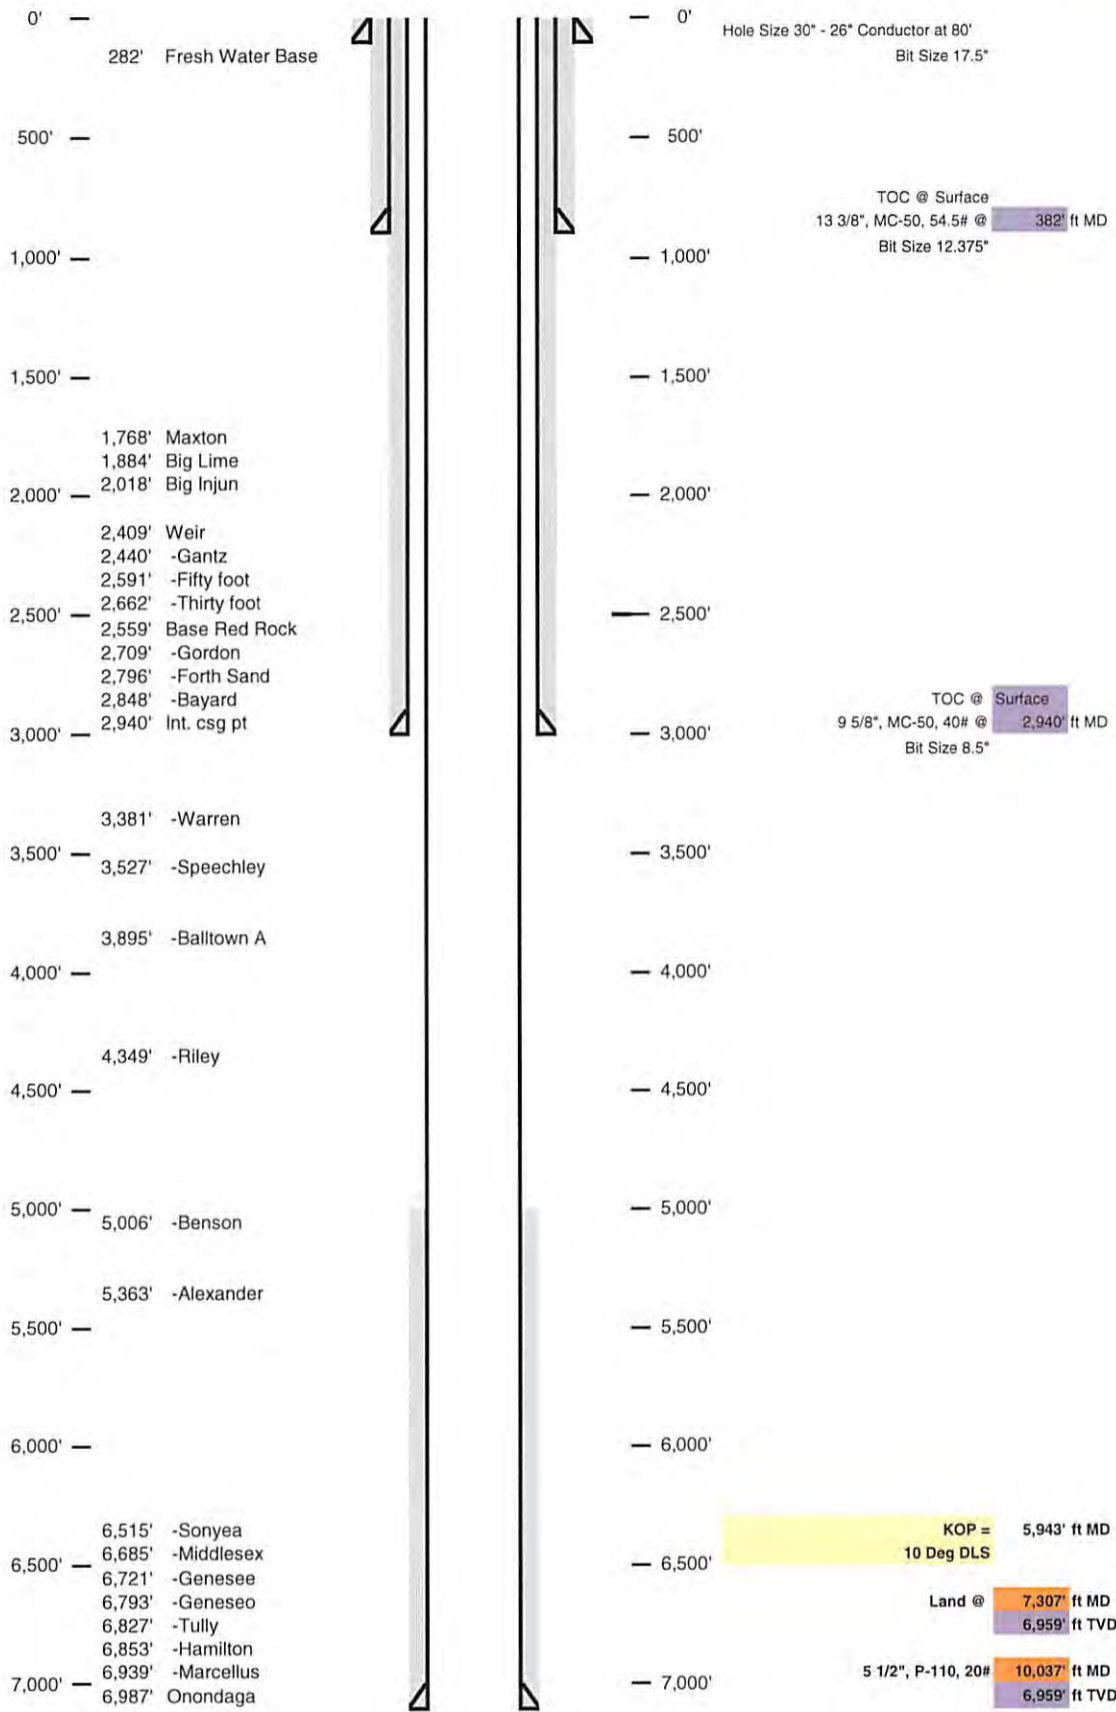 0'
0'
Hole Size 30" - 26" Conductor at 80'
282' Fresh Water Base
Bit Size 17.5"
500'
500'
TOC @ Surface
13 3/8", MC-50, 54.5# @ 382' ft MD
Bit Size 12.375"
1,000'
1,000'
1,500'
1,500'
1,768' Maxton
1,884' Big Lime
2,018' Big Injun
2,000'
2,000'
2,409' Weir
2,440' -Gantz
2,591' -Fifty foot
2,662' -Thirty foot
2,500'
2,500'
2,559' Base Red Rock
2,709' -Gordon
2,796' -Forth Sand
2,848' -Bayard
TOC @ Surface
2,940' Int. csg pt
9 5/8", MC-50, 40# @ 2,940' ft MD
3,000'
3,000'
Bit Size 8.5"
3,381' -Warren
3,500'
3,500'
3,527' -Speechley
3,895' -Balltown A
4,000'
4,000'
4,349' -Riley
4,500'
4,500'
5,000'
5,000'
5,006' -Benson
5,363' -Alexander
5,500'
5,500'
6,000'
6,000'
6,515' -Sonyea
KOP = 5,943' ft MD
6,685' -Middlesex
10 Deg DLS
6,500'
6,500'
6,721' -Genesee
6,793' -Geneseo
Land @ 7,307' ft MD
6,827' -Tully
6,959' ft TVD
6,853' -Hamilton
6,939' -Marcellus
5 1/2", P-110, 20# 10,037' ft MD
7,000'
7,000'
6,987' Onondaga
6,959' ft TVD